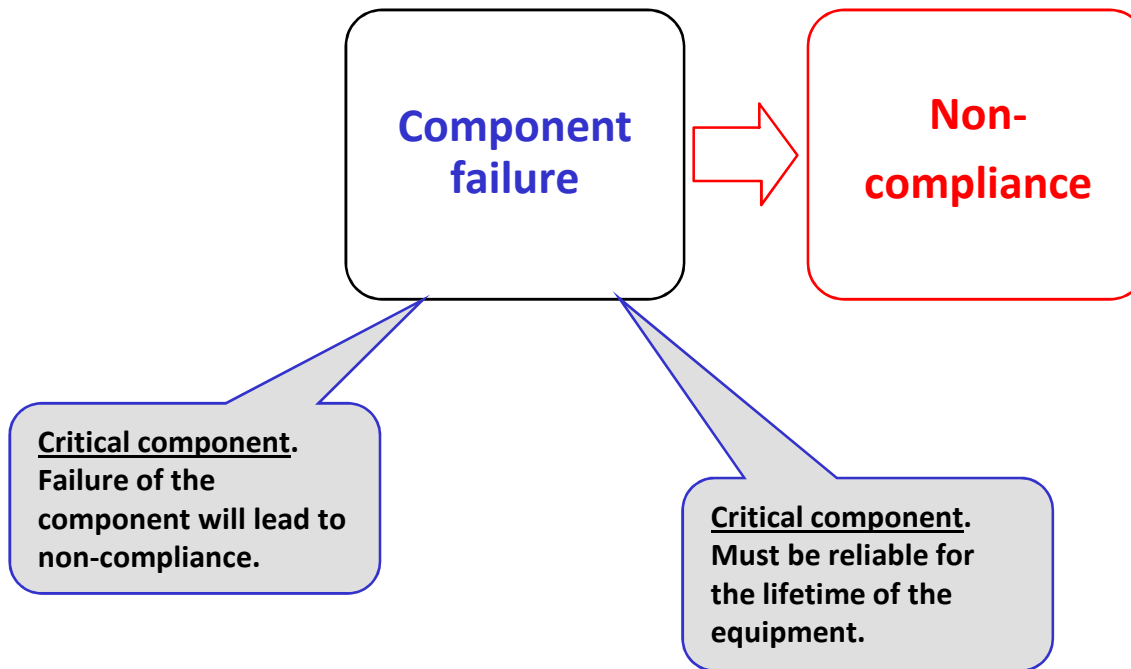 Component
failure
Non-
compliance
Critical component.
Failure of the
component will lead to
non-compliance.
Critical component.
Must be reliable for
the lifetime of the
equipment.